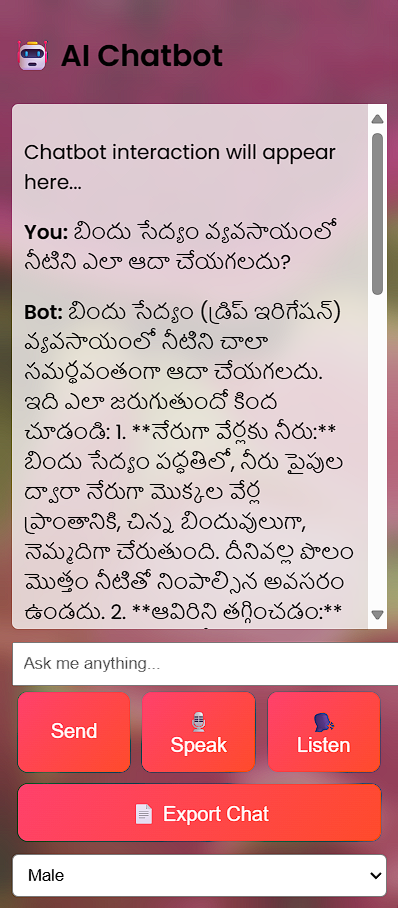 AI Chatbot
Chatbot interaction will appear
here...
You: బిందు సేద్యం వ్యవసాయంలో
నీటిని ఎలా ఆదా చేయగలదు?
Bot: బిందు సేద్యం (డ్రిప్ ఇరిగేషన్)
వ్యవసాయంలో నీటిని చాలా
సమర్థవంతంగా ఆదా చేయగలదు.
ఇది ఎలా జరుగుతుందో కింద
చూడండి: 1. **నేరుగా వేర్లకు నీరు:**
బిందు సేద్యం పద్ధతిలో, నీరు పైపుల
ద్వారా నేరుగా మొక్కల వేర్ల
ప్రాంతానికి, చిన్న బిందువులుగా,
నెమ్మదిగా చేరుతుంది. దీనివల్ల పొలం
మొత్తం నీటితో నింపాల్సిన అవసరం
ఉండదు. 2. **ఆవిరిని తగ్గించడం:**
Ask me anything...
Send
Speak
Listen
Export Chat
Male